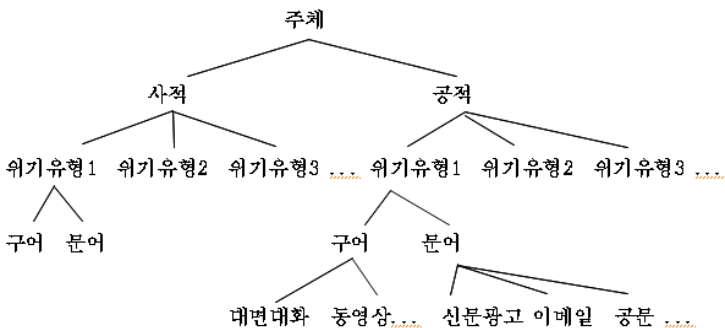 주체
사적 공적
위기유형1 위기유형2 위기유형3 ... 위기유형1 위기유형2 위기유형3 ...
구어 문어 구어 문어
대면대화 동영상... 신문광고 이메일 공문 ...